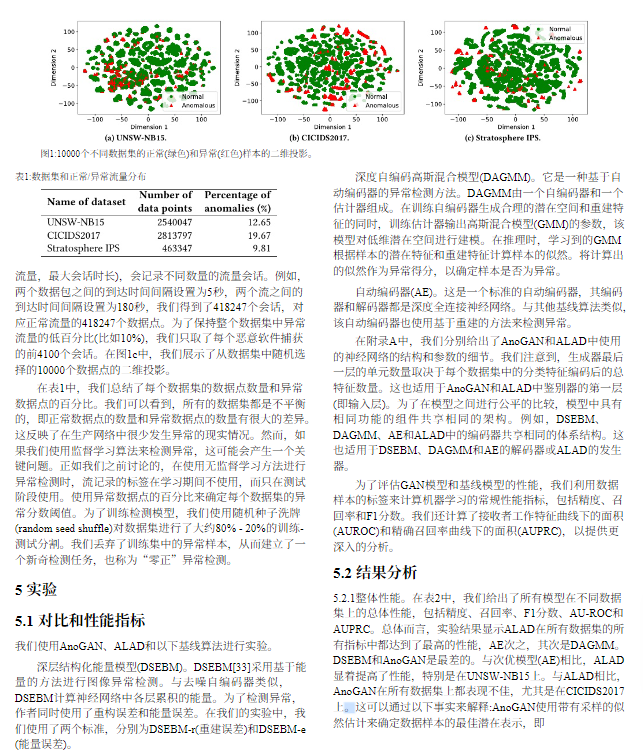 100
50
0
−50
−100
Dimension 2
−100 −50 0 50 100
Dimension 1
Normal
Anomalous
(a) UNSW-NB15.
100
50
0
−50
−100
Dimension 2
−100 −50 0 50 100
Dimension 1
Normal
Anomalous
(b) CICIDS2017.
100
50
0
−50
−100
Dimension 2
−100 −50 0 50 100
Dimension 1
Normal
Anomalous
(c) Stratosphere IPS.
图1:10000个不同数据集的正常(绿色)和异常(红色)样本的二维投影。
表1:数据集和正常/异常流量分布
Name of dataset Number of data points Percentage of anomalies (%)
UNSW-NB15 2540047 12.65
CICIDS2017 2813797 19.67
Stratosphere IPS 463347 9.81
流量，最大会话时长)，会记录不同数量的流量会话。例如，
两个数据包之间的到达时间间隔设置为5秒，两个流之间的
到达时间间隔设置为180秒，我们得到了418247个会话，对
应正常流量的418247个数据点。为了保持整个数据集中异常
流量的低百分比(比如10%)，我们只取了每个恶意软件捕获
的前4100个会话。在图1c中，我们展示了从数据集中随机选
择的10000个数据点的二维投影。
在表1中，我们总结了每个数据集的数据点数量和异常
数据点的百分比。我们可以看到，所有的数据集都是不平衡
的，即正常数据点的数量和异常数据点的数量有很大的差异。
这反映了在生产网络中很少发生异常的现实情况。然而，如
果我们使用监督学习算法来检测异常，这可能会产生一个关
键问题。正如我们之前讨论的，在使用无监督学习方法进行
异常检测时，流记录的标签在学习期间不使用，而只在测试
阶段使用。使用异常数据点的百分比来确定每个数据集的异
常分数阈值。为了训练检测模型，我们使用随机种子洗牌
(random seed shuffle)对数据集进行了大约80% - 20%的训练-
测试分割。我们丢弃了训练集中的异常样本，从而建立了一
个新奇检测任务，也称为“零正”异常检测。
5 实验
5.1 对比和性能指标
我们使用AnoGAN、ALAD和以下基线算法进行实验。
深层结构化能量模型(DSEBM)。DSEBM[33]采用基于能
量的方法进行图像异常检测。与去噪自编码器类似，
DSEBM计算神经网络中各层累积的能量。为了检测异常，
作者同时使用了重构误差和能量误差。在我们的实验中，我
们使用了两个标准，分别为DSEBM-r(重建误差)和DSEBM-e
(能量误差)。
深度自编码高斯混合模型(DAGMM)。它是一种基于自
动编码器的异常检测方法。DAGMM由一个自编码器和一个
估计器组成。在训练自编码器生成合理的潜在空间和重建特
征的同时，训练估计器输出高斯混合模型(GMM)的参数，该
模型对低维潜在空间进行建模。在推理时，学习到的GMM
根据样本的潜在特征和重建特征计算样本的似然。将计算出
的似然作为异常得分，以确定样本是否为异常。
自动编码器(AE)。这是一个标准的自动编码器，其编码
器和解码器都是深度全连接神经网络。与其他基线算法类似，
该自动编码器也使用基于重建的方法来检测异常。
在附录A中，我们分别给出了AnoGAN和ALAD中使用
的神经网络的结构和参数的细节。我们注意到，生成器最后
一层的单元数量取决于每个数据集中的分类特征编码后的总
特征数量。这也适用于AnoGAN和ALAD中鉴别器的第一层
(即输入层)。为了在模型之间进行公平的比较，模型中具有
相同功能的组件共享相同的架构。例如，DSEBM、
DAGMM、AE和ALAD中的编码器共享相同的体系结构。这
也适用于DSEBM、DAGMM和AE的解码器或ALAD的发生
器。
为了评估GAN模型和基线模型的性能，我们利用数据
样本的标签来计算机器学习的常规性能指标，包括精度、召
回率和F1分数。我们还计算了接收者工作特征曲线下的面积
(AUROC)和精确召回率曲线下的面积(AUPRC)，以提供更
深入的分析。
5.2 结果分析
5.2.1整体性能。在表2中，我们给出了所有模型在不同数据
集上的总体性能，包括精度、召回率、F1分数、AU-ROC和
AUPRC。总体而言，实验结果显示ALAD在所有数据集的所
有指标中都达到了最高的性能，AE次之，其次是DAGMM。
DSEBM和AnoGAN是最差的。与次优模型(AE)相比，ALAD
显着提高了性能，特别是在UNSW-NB15上。与ALAD相比，
AnoGAN在所有数据集上都表现不佳，尤其是在CICIDS2017
上。这可以通过以下事实来解释:AnoGAN使用带有采样的似
然估计来确定数据样本的最佳潜在表示，即